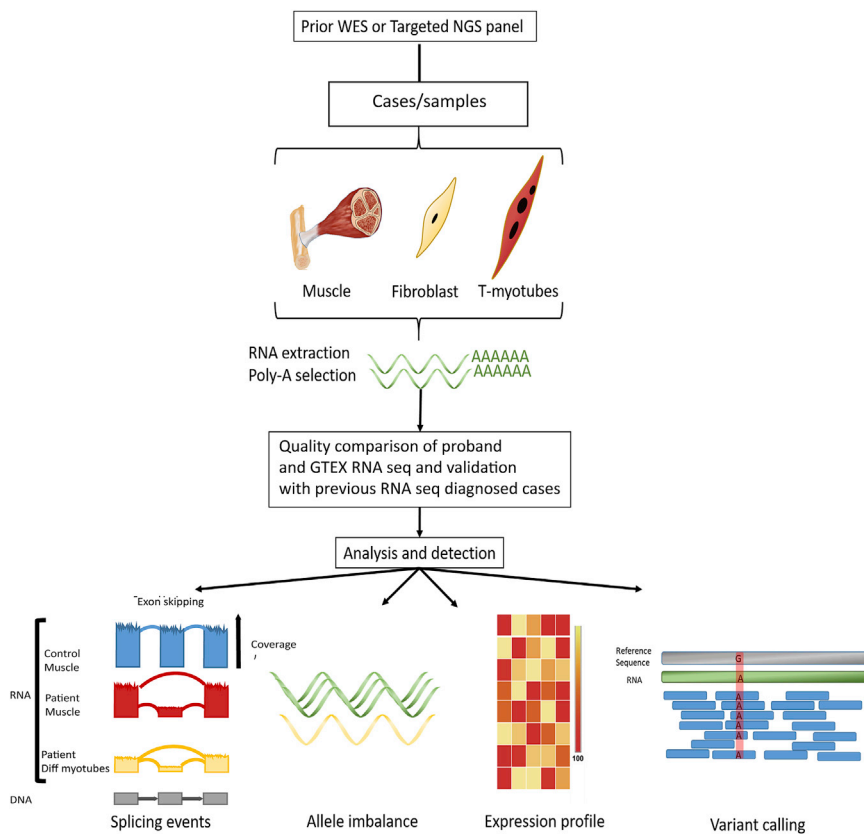 Prior WES or Targeted NGS panel
Cases/samples
Muscle
Fibroblast
T-myotubes
RNA extraction
AAAAAA
Poly-A selection
AAAAAA
Quality comparison of proband
and GTEX RNA seq and validation
with previous RNA seq diagnosed cases
Analysis and detection
Exon skipping
Coverage
Control
Muscle
RNA
Patient
Muscle
Patient
Diff myotubes
DNA
Splicing events
Allele imbalance
100
Expression profile
Reference
Sequence
G
RNA
A
A
A
A
A
A
A
Variant calling